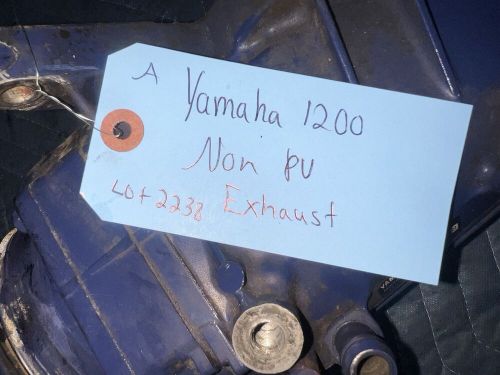 A
Yamaha 1200
Non PV
Lot 2238 Exhaust